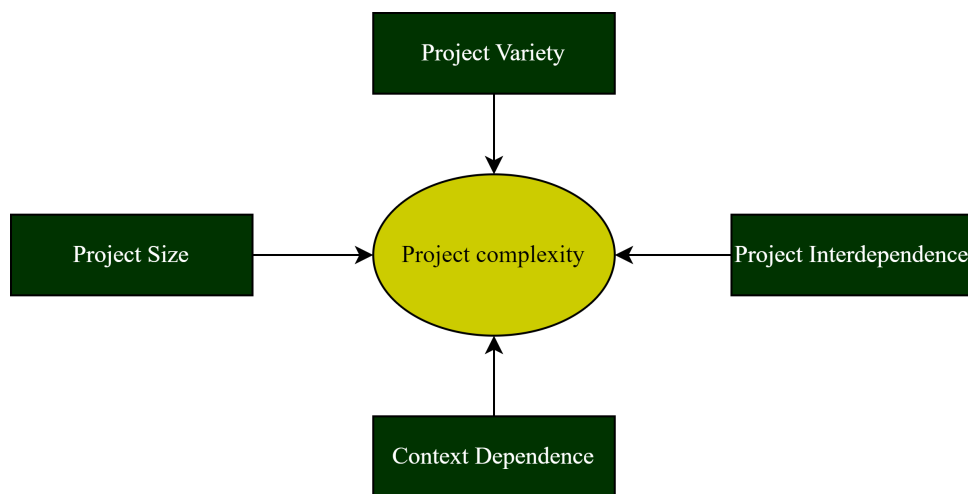 Project Variety
Project Size
Project complexity
Project Interdependence
Context Dependence